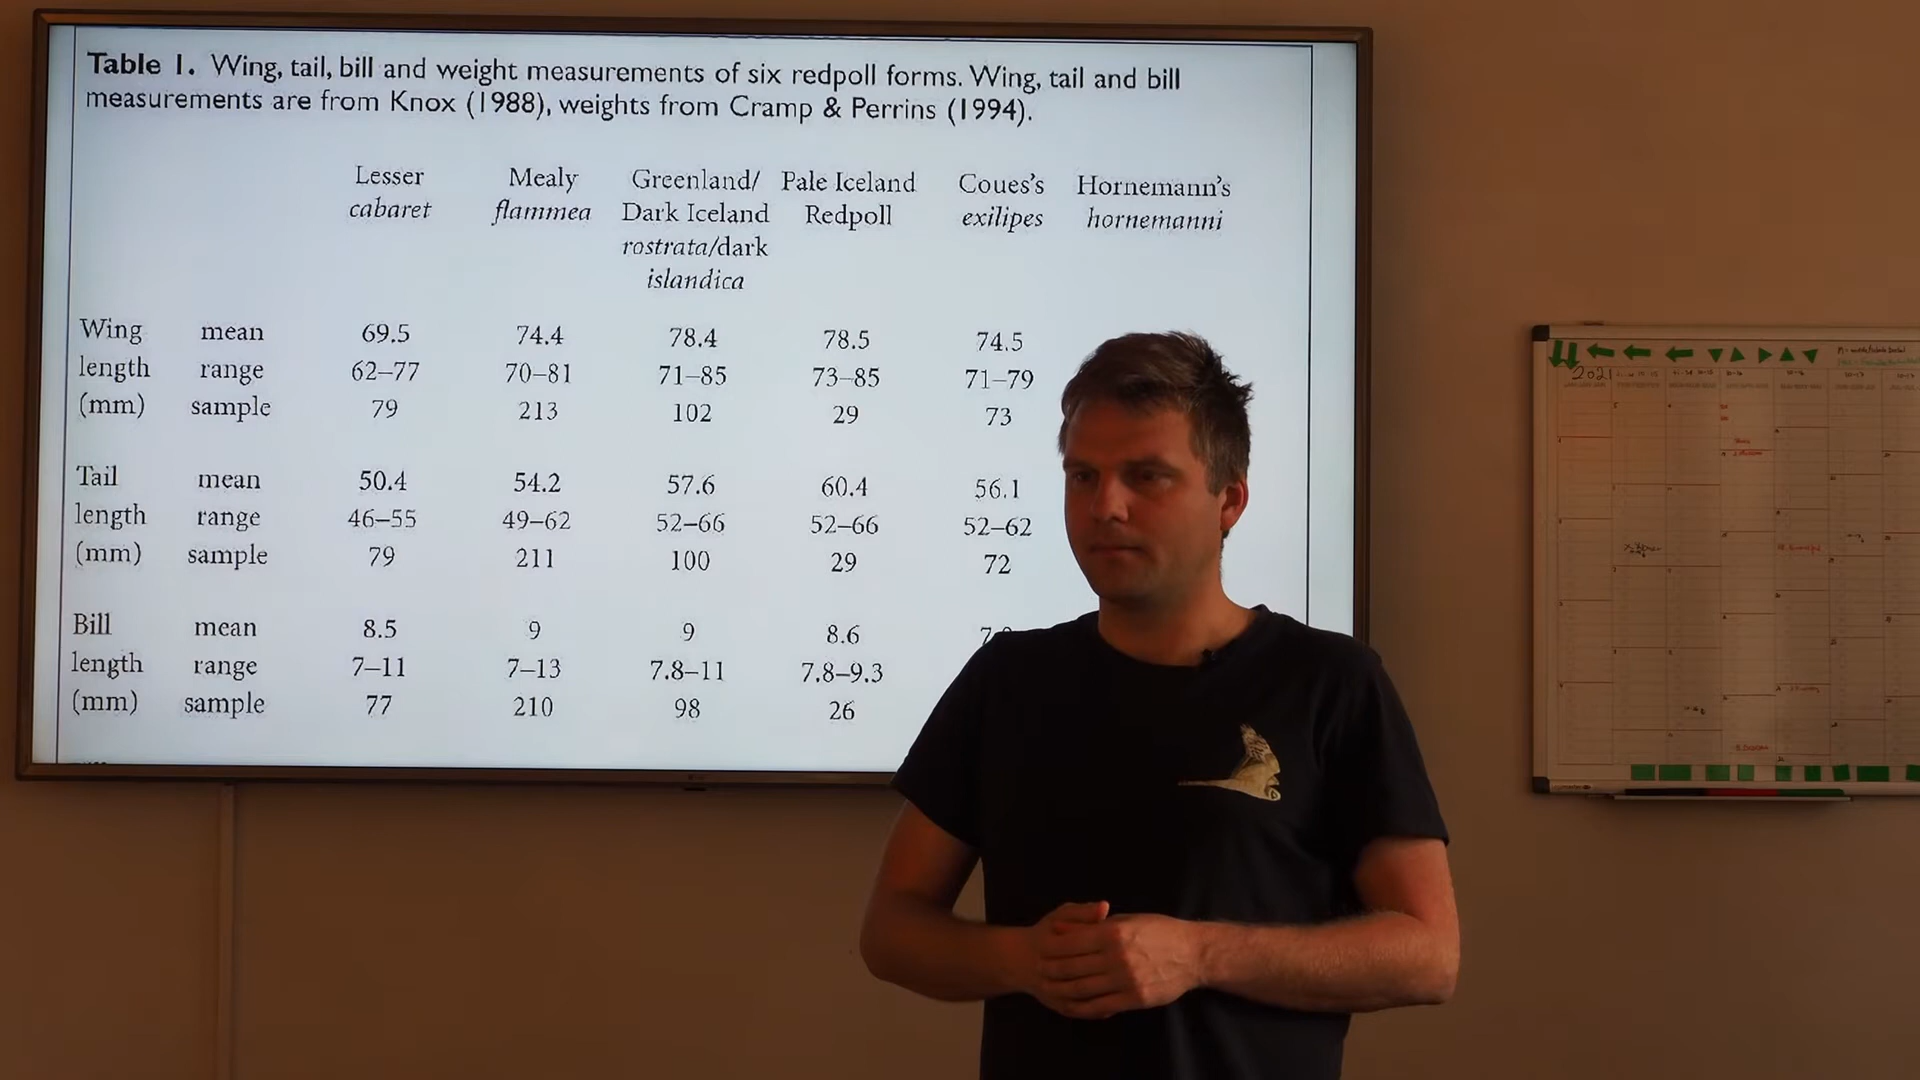 Table 1. Wing, tail, bill and weight measurements of six redpoll forms. Wing, tail and bill
measurements are from Knox (1988), weights from Cramp & Perrins (1994).
Lesser Mealy Greenland/ Pale Iceland Coues's Hornemann's
cabaret flammea Dark Iceland Redpoll exilipes hornemanni
rostrata/dark
islandica
Wing mean 69.5 74.4 78.4 78.5 74.5
length range 62–77 70–81 71–85 73–85 71–79
(mm) sample 79 213 102 29 73
Tail mean 50.4 54.2 57.6 60.4 56.1
length range 46–55 49–62 52–66 52–66 52–62
(mm) sample 79 211 100 29 72
Bill mean 8.5 9 9 8.6
length range 7–11 7–13 7.8–11 7.8–9.3
(mm) sample 77 210 98 26
2021